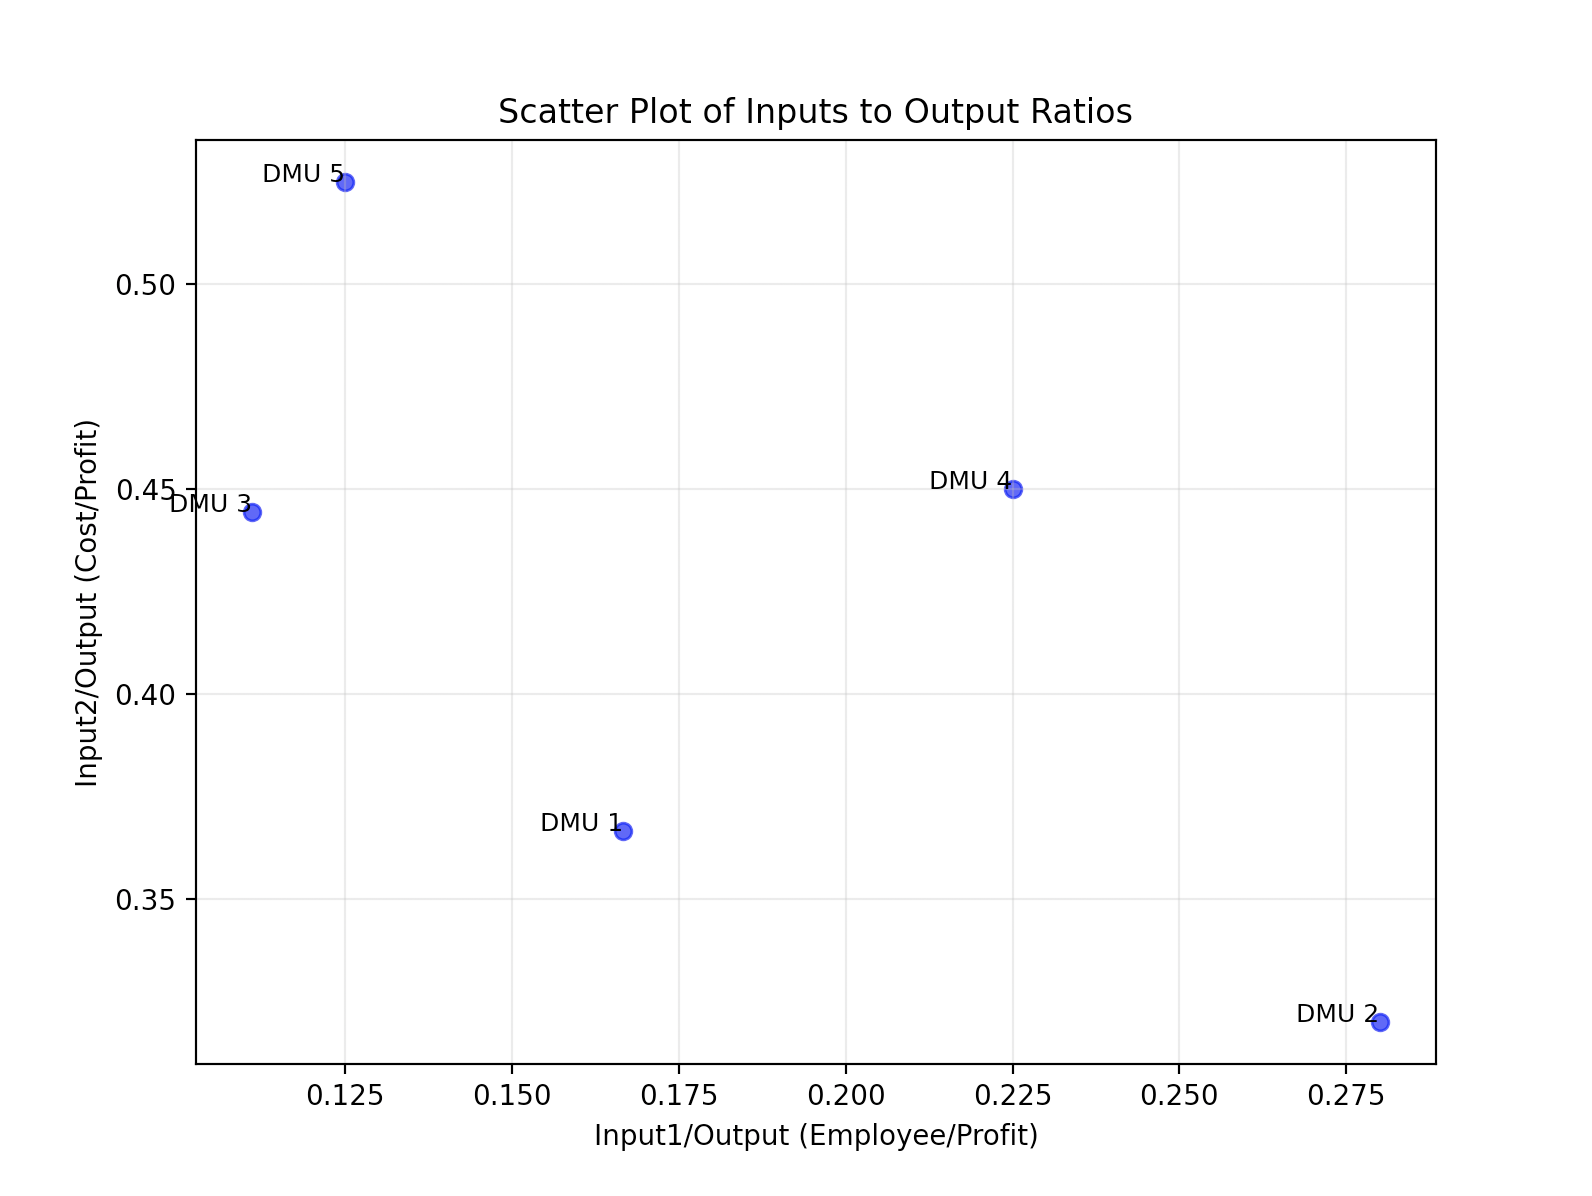 Scatter Plot of Inputs to Output Ratios
DMU 5
0.50
DMU 4
0.45
DMU 3
Input2/Output (Cost/Profit)
0.40
DMU 1
0.35
DMU 2
0.125 0.150 0.175 0.200 0.225 0.250 0.275
Input1/Output (Employee/Profit)